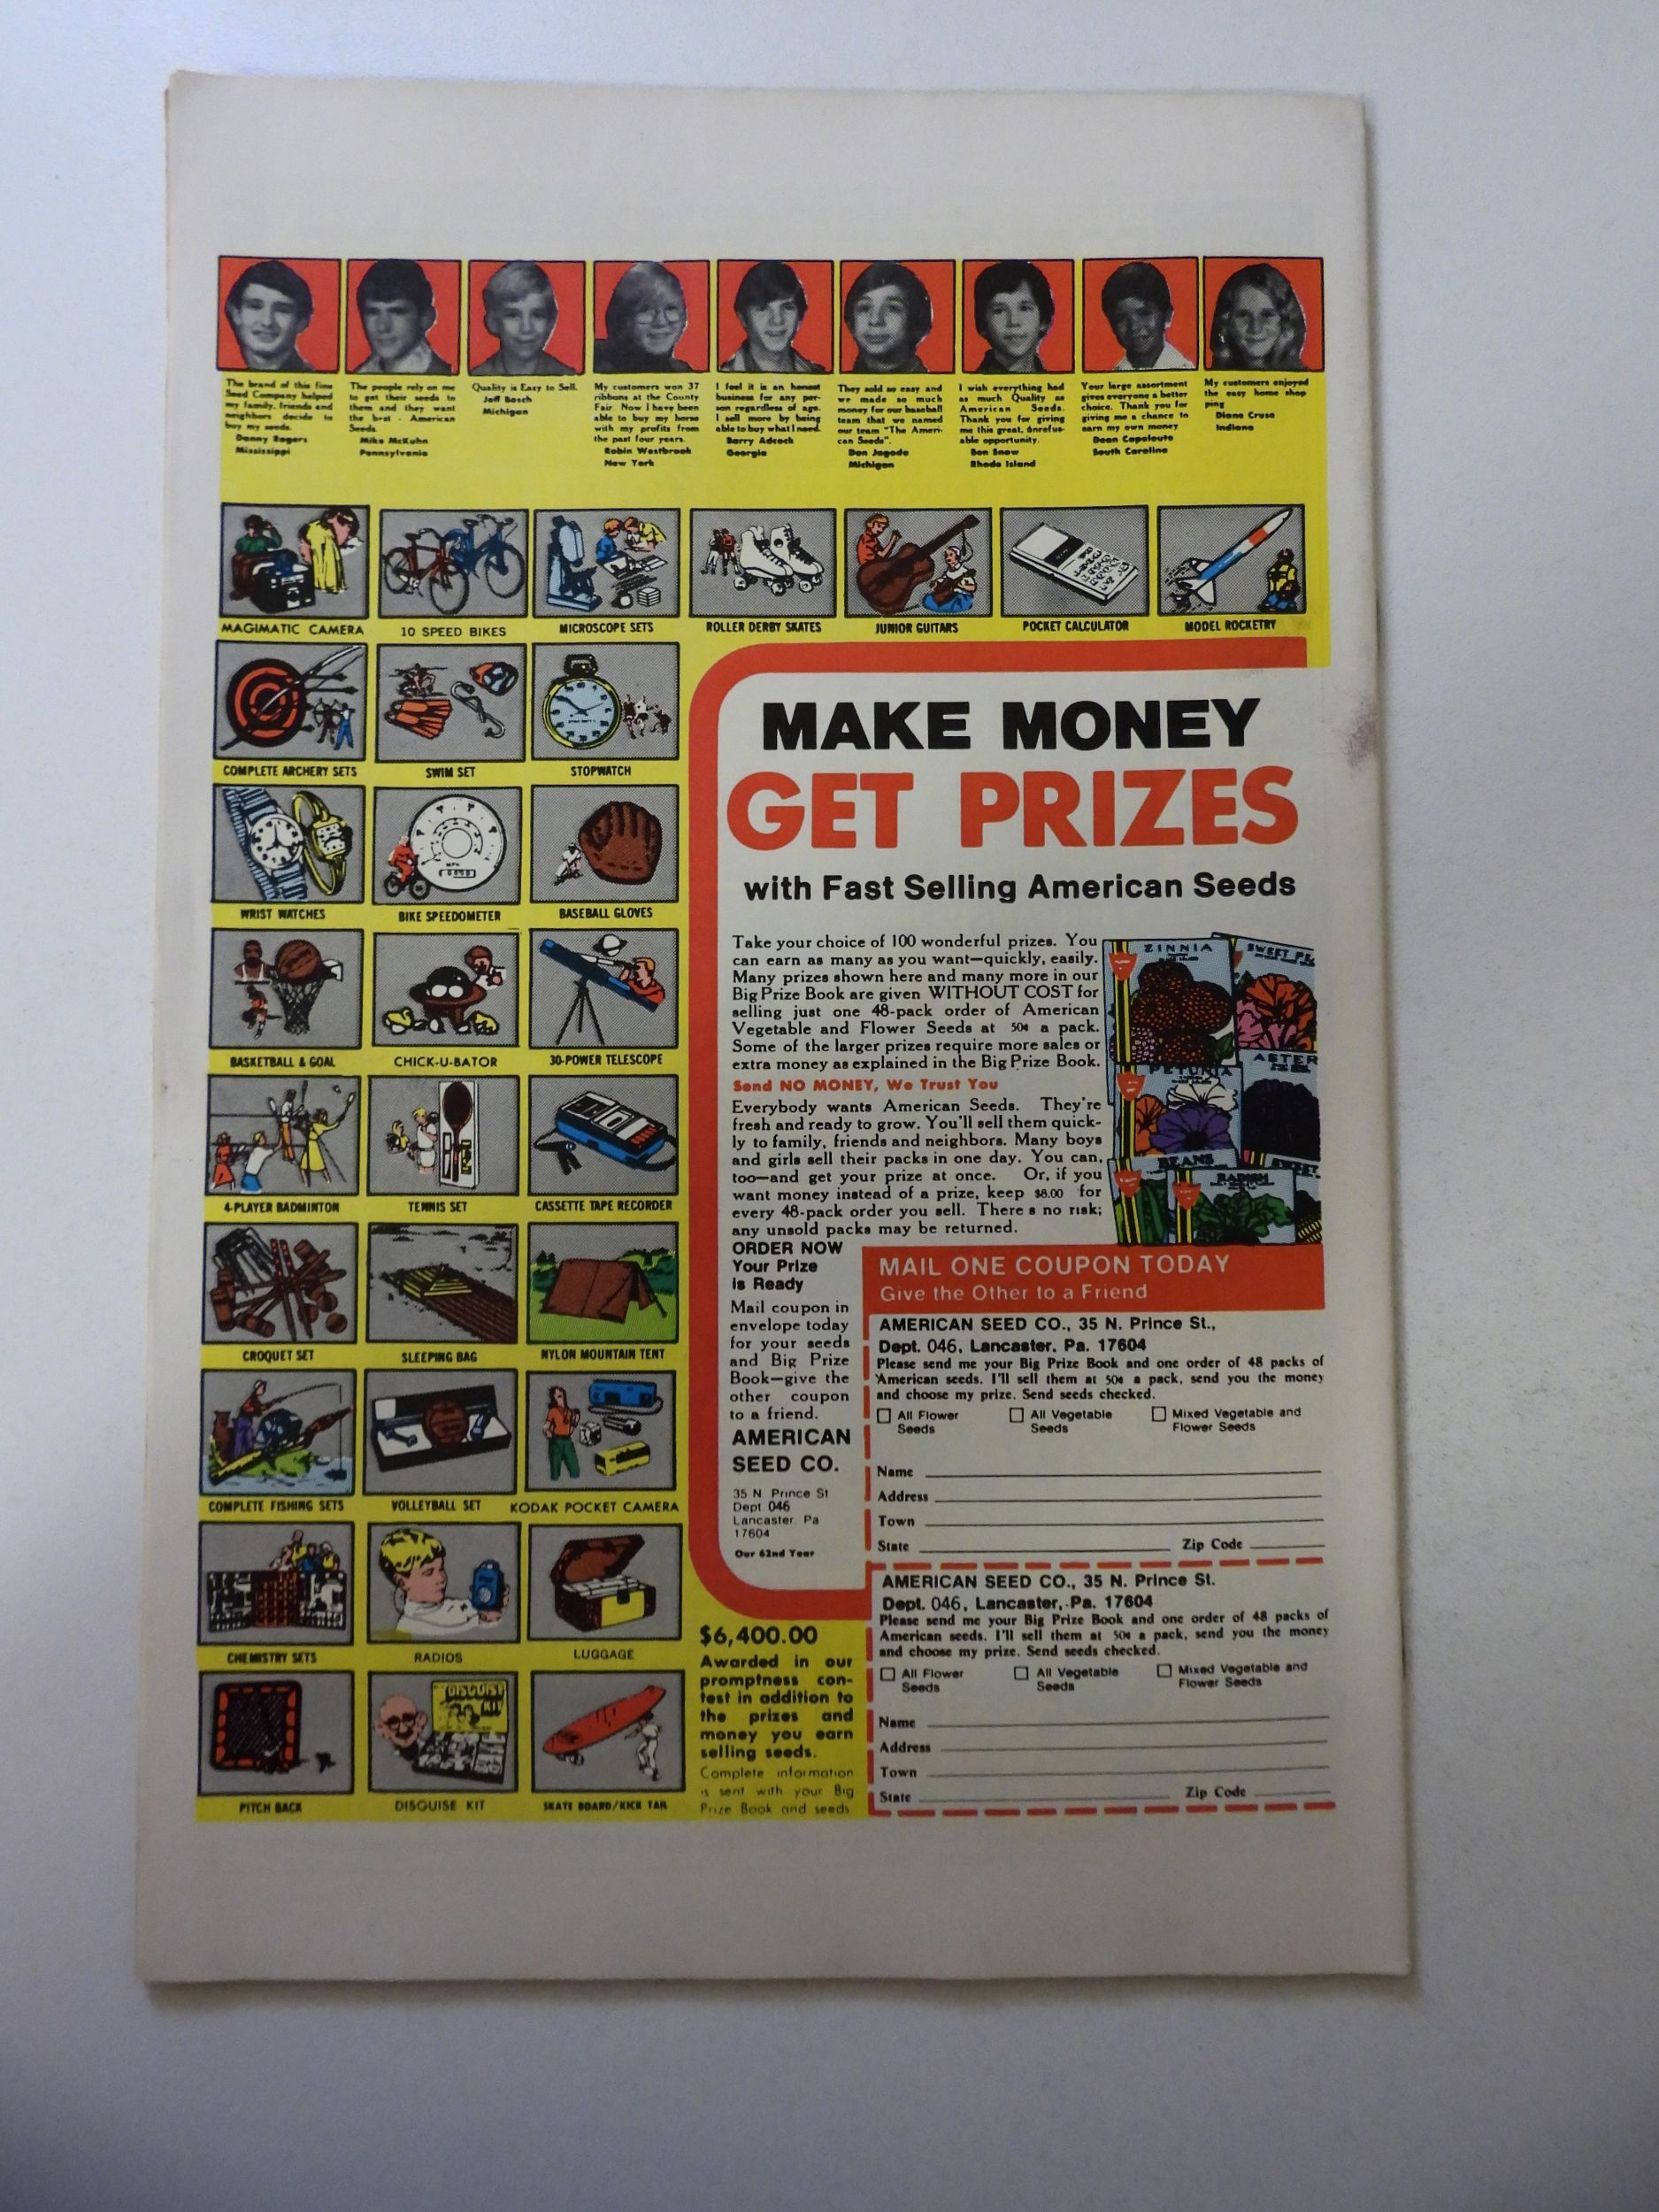 The brand of this fine
Seed Company helped
my family, friends and
neighbors decide to
buy my seeds.
Danny Rogers
Mississippi
The people rely on me
to get their seeds to
them and they want
the best - American
Seeds.
Mike McKuhn
Pennsylvania
Quality is Easy to Sell.
Jeff Bosch
Michigan
My customers won 37
ribbons at the County
Fair. Now I have been
able to buy my horse
with my profits from
the past four years.
Robin Westbrook
New York
I feel it is an honest
business for any per-
son regardless of age.
I sell more by being
able to buy what I need.
Barry Adcock
Georgia
They sold so easy and
we made so much
money for our baseball
team that we named
our team "The Ameri-
can Seeds".
Don Jagode
Michigan
I wish everything had
as much Quality as
American Seeds.
Thank you for giving
me this great, unrefus-
able opportunity.
Ben Snow
Rhode Island
Your large assortment
gives everyone a better
choice. Thank you for
giving me a chance to
earn my own money
Dean Capoloute
South Carolina
My customers enjoyed
the easy home shop
ping
Diane Cruse
Indiana
MAGIMATIC CAMERA
10 SPEED BIKES
MICROSCOPE SETS
ROLLER DERBY SKATES
JUNIOR GUITARS
POCKET CALCULATOR
MODEL ROCKETRY
COMPLETE ARCHERY SETS
SWIM SET
STOPWATCH
WRIST WATCHES
BIKE SPEEDOMETER
BASEBALL GLOVES
BASKETBALL & GOAL
CHICK-U-BATOR
30-POWER TELESCOPE
4-PLAYER BADMINTON
TENNIS SET
CASSETTE TAPE RECORDER
CROQUET SET
SLEEPING BAG
NYLON MOUNTAIN TENT
COMPLETE FISHING SETS
VOLLEYBALL SET
KODAK POCKET CAMERA
CHEMISTRY SETS
RADIOS
LUGGAGE
DISGUISE
KIT
PITCH BACK
DISGUISE KIT
SKATE BOARD/KICK TAIL
MAKE MONEY
GET PRIZES
with Fast Selling American Seeds
Take your choice of 100 wonderful prizes. You
can earn as many as you want—quickly, easily.
Many prizes shown here and many more in our
Big Prize Book are given WITHOUT COST for
selling just one 48-pack order of American
Vegetable and Flower Seeds at 50¢ a pack.
Some of the larger prizes require more sales or
extra money as explained in the Big Prize Book.
Send NO MONEY, We Trust You
Everybody wants American Seeds. They're
fresh and ready to grow. You'll sell them quick-
ly to family, friends and neighbors. Many boys
and girls sell their packs in one day. You can,
too—and get your prize at once. Or, if you
want money instead of a prize, keep $8.00 for
every 48-pack order you sell. There s no risk;
any unsold packs may be returned.
ZINNIA
SWEET PE
ASTER
PETUNIA
BEANS
SWEET
RADISH
ORDER NOW
Your Prize
is Ready
Mail coupon in
envelope today
for your seeds
and Big Prize
Book—give the
other coupon
to a friend.
AMERICAN
SEED CO.
35 N Prince St
Dept 046
Lancaster Pa
17604
Our 62nd Year
MAIL ONE COUPON TODAY
Give the Other to a Friend
AMERICAN SEED CO., 35 N. Prince St.,
Dept. 046, Lancaster, Pa. 17604
Please send me your Big Prize Book and one order of 48 packs of
American seeds. I'll sell them at 50¢ a pack, send you the money
and choose my prize. Send seeds checked.
All Flower
Seeds
All Vegetable
Seeds
Mixed Vegetable and
Flower Seeds
Name
Address
Town
State Zip Code
AMERICAN SEED CO., 35 N. Prince St.
Dept. 046, Lancaster, Pa. 17604
Please send me your Big Prize Book and one order of 48 packs of
American seeds. I'll sell them at 50¢ a pack, send you the money
and choose my prize. Send seeds checked.
All Flower
Seeds
All Vegetable
Seeds
Mixed Vegetable and
Flower Seeds
Name
Address
Town
State Zip Code
$6,400.00
Awarded in our
promptness con-
test in addition to
the prizes and
money you earn
selling seeds.
Complete information
is sent with your Big
Prize Book and seeds